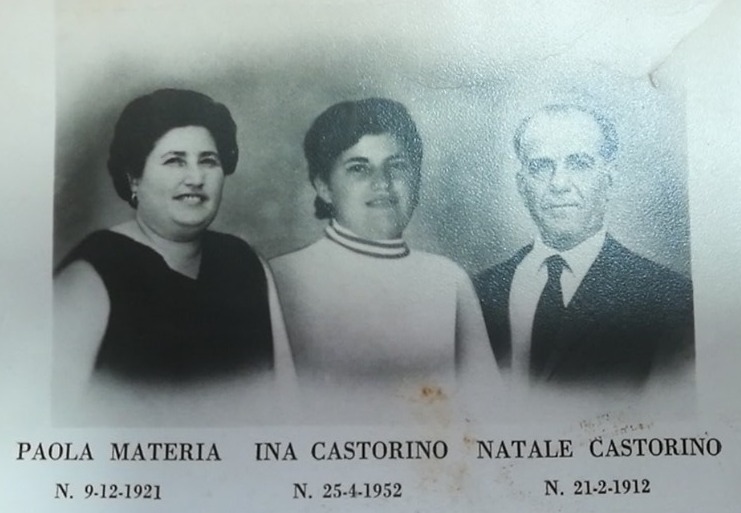 PAOLA MATERIA INA CASTORINO NATALE CASTORINO
N. 9-12-1921 N. 25-4-1952 N. 21-2-1912